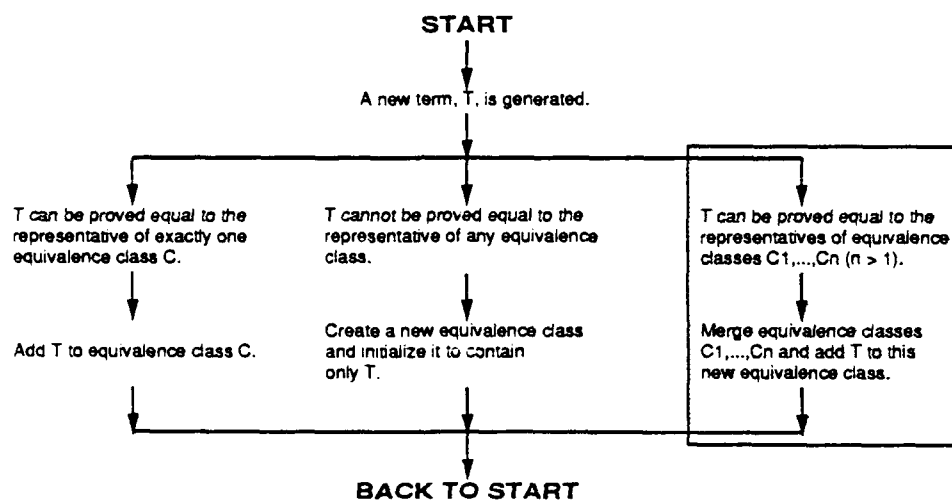 START
A new term, T, is generated.
T can be proved equal to the
representative of exactly one
equivalence class C.
T cannot be proved equal to the
representative of any equivalence
class.
T can be proved equal to the
representatives of equivalence
classes C1,...,Cn (n > 1).
Add T to equivalence class C.
Create a new equivalence class
and initialize it to contain
only T.
Merge equivalence classes
C1,...,Cn and add T to this
new equivalence class.
BACK TO START